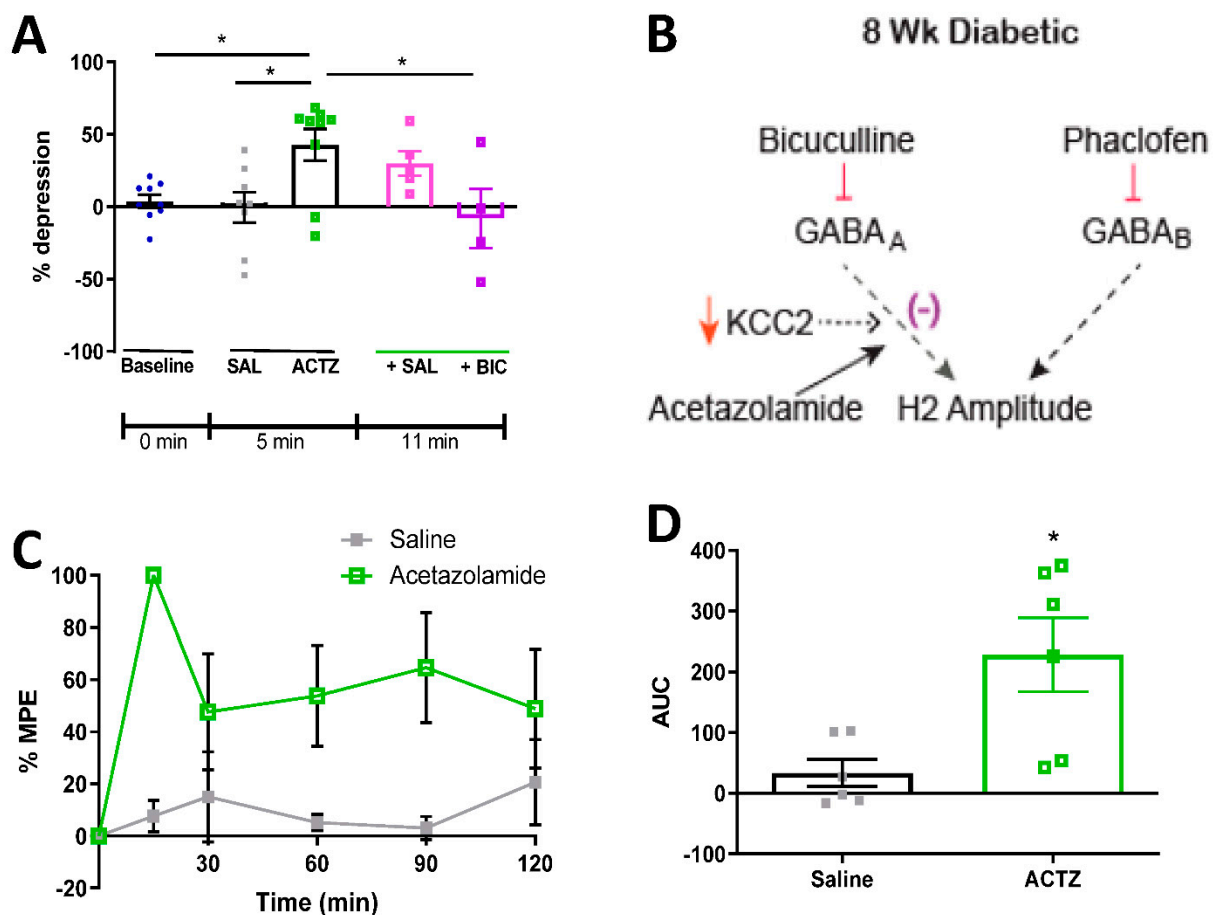 A
*
*
*
% depression
100
50
0
-50
-100
Baseline
SAL
ACTZ
+ SAL
+ BIC
0 min
5 min
11 min
B
8 Wk Diabetic
Bicuculline
Phaclofen
GABA A
GABA B
(-)
KCC2
Acetazolamide
H2 Amplitude
C
Saline
Acetazolamide
% MPE
100
80
60
40
20
0
-20
30
60
90
120
Time (min)
D
*
AUC
400
300
200
100
0
-100
Saline
ACTZ